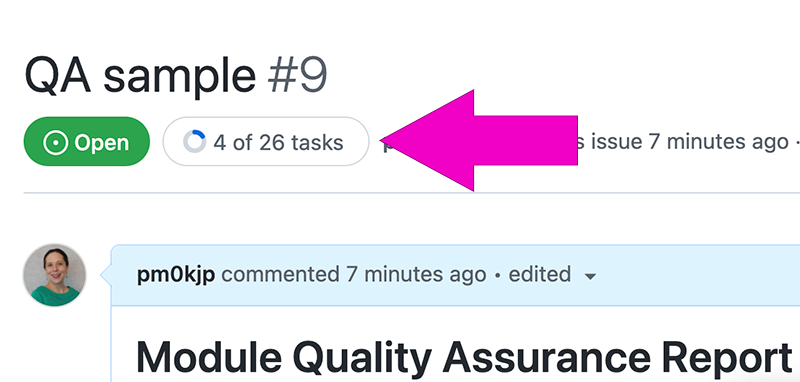 QA sample #9
Open 4 of 26 tasks issue 7 minutes ago ·
pm0kjp commented 7 minutes ago • edited
Module Quality Assurance Report